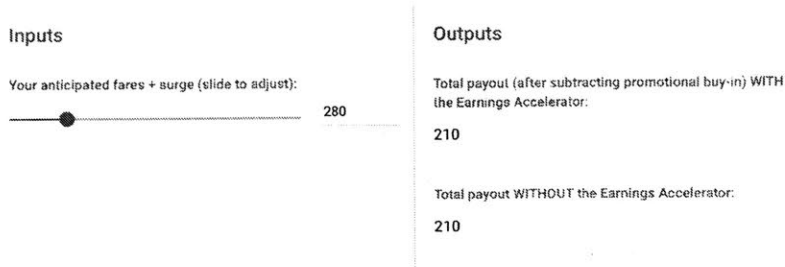 Inputs
Your anticipated fares + surge (slide to adjust):
280
Outputs
Total payout (after subtracting promotional buy-in) WITH
the Earnings Accelerator:
210
Total payout WITHOUT the Earnings Accelerator:
210